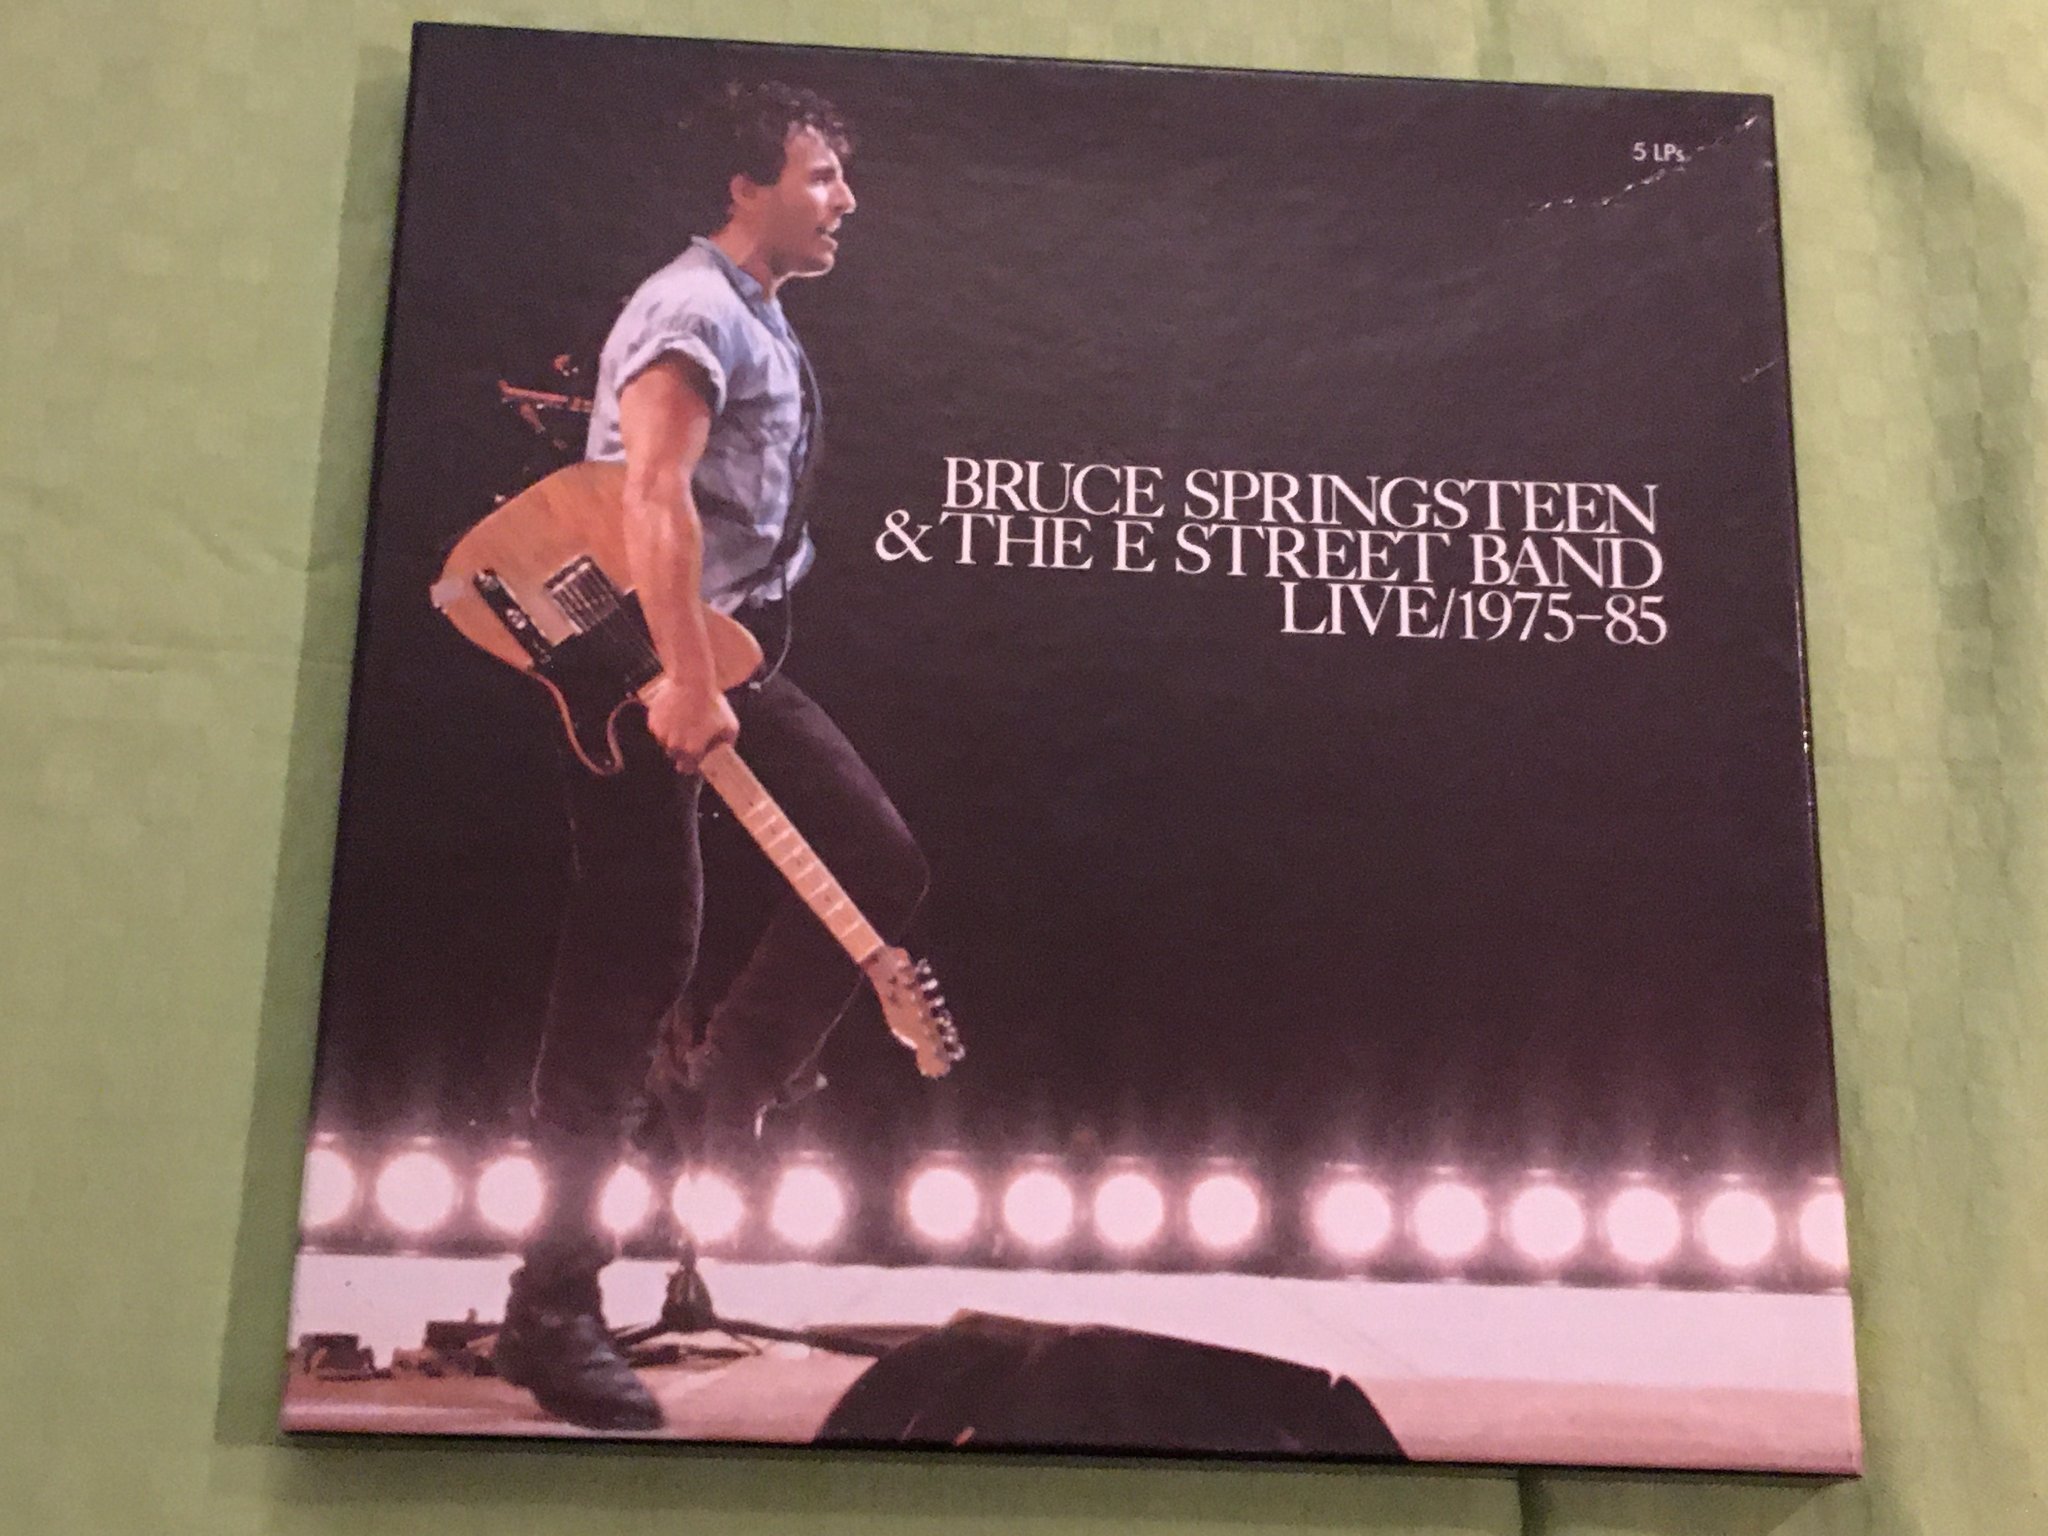 5 LPs
BRUCE SPRINGSTEEN
& THE E STREET BAND
LIVE/1975–85